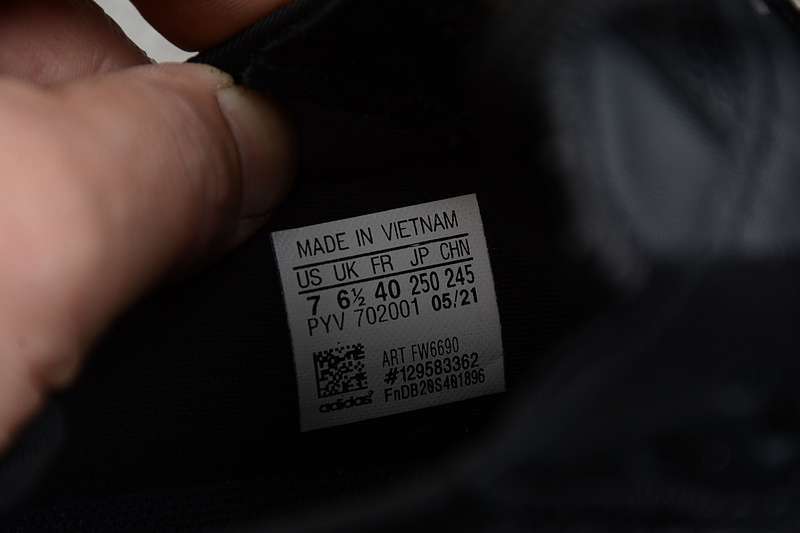 MADE IN VIETNAM
US UK FR JP CHN
7 6½ 40 250 245
PYV 702001 05/21
ART FW6690
#129583362
FnDB20S401896
adidas